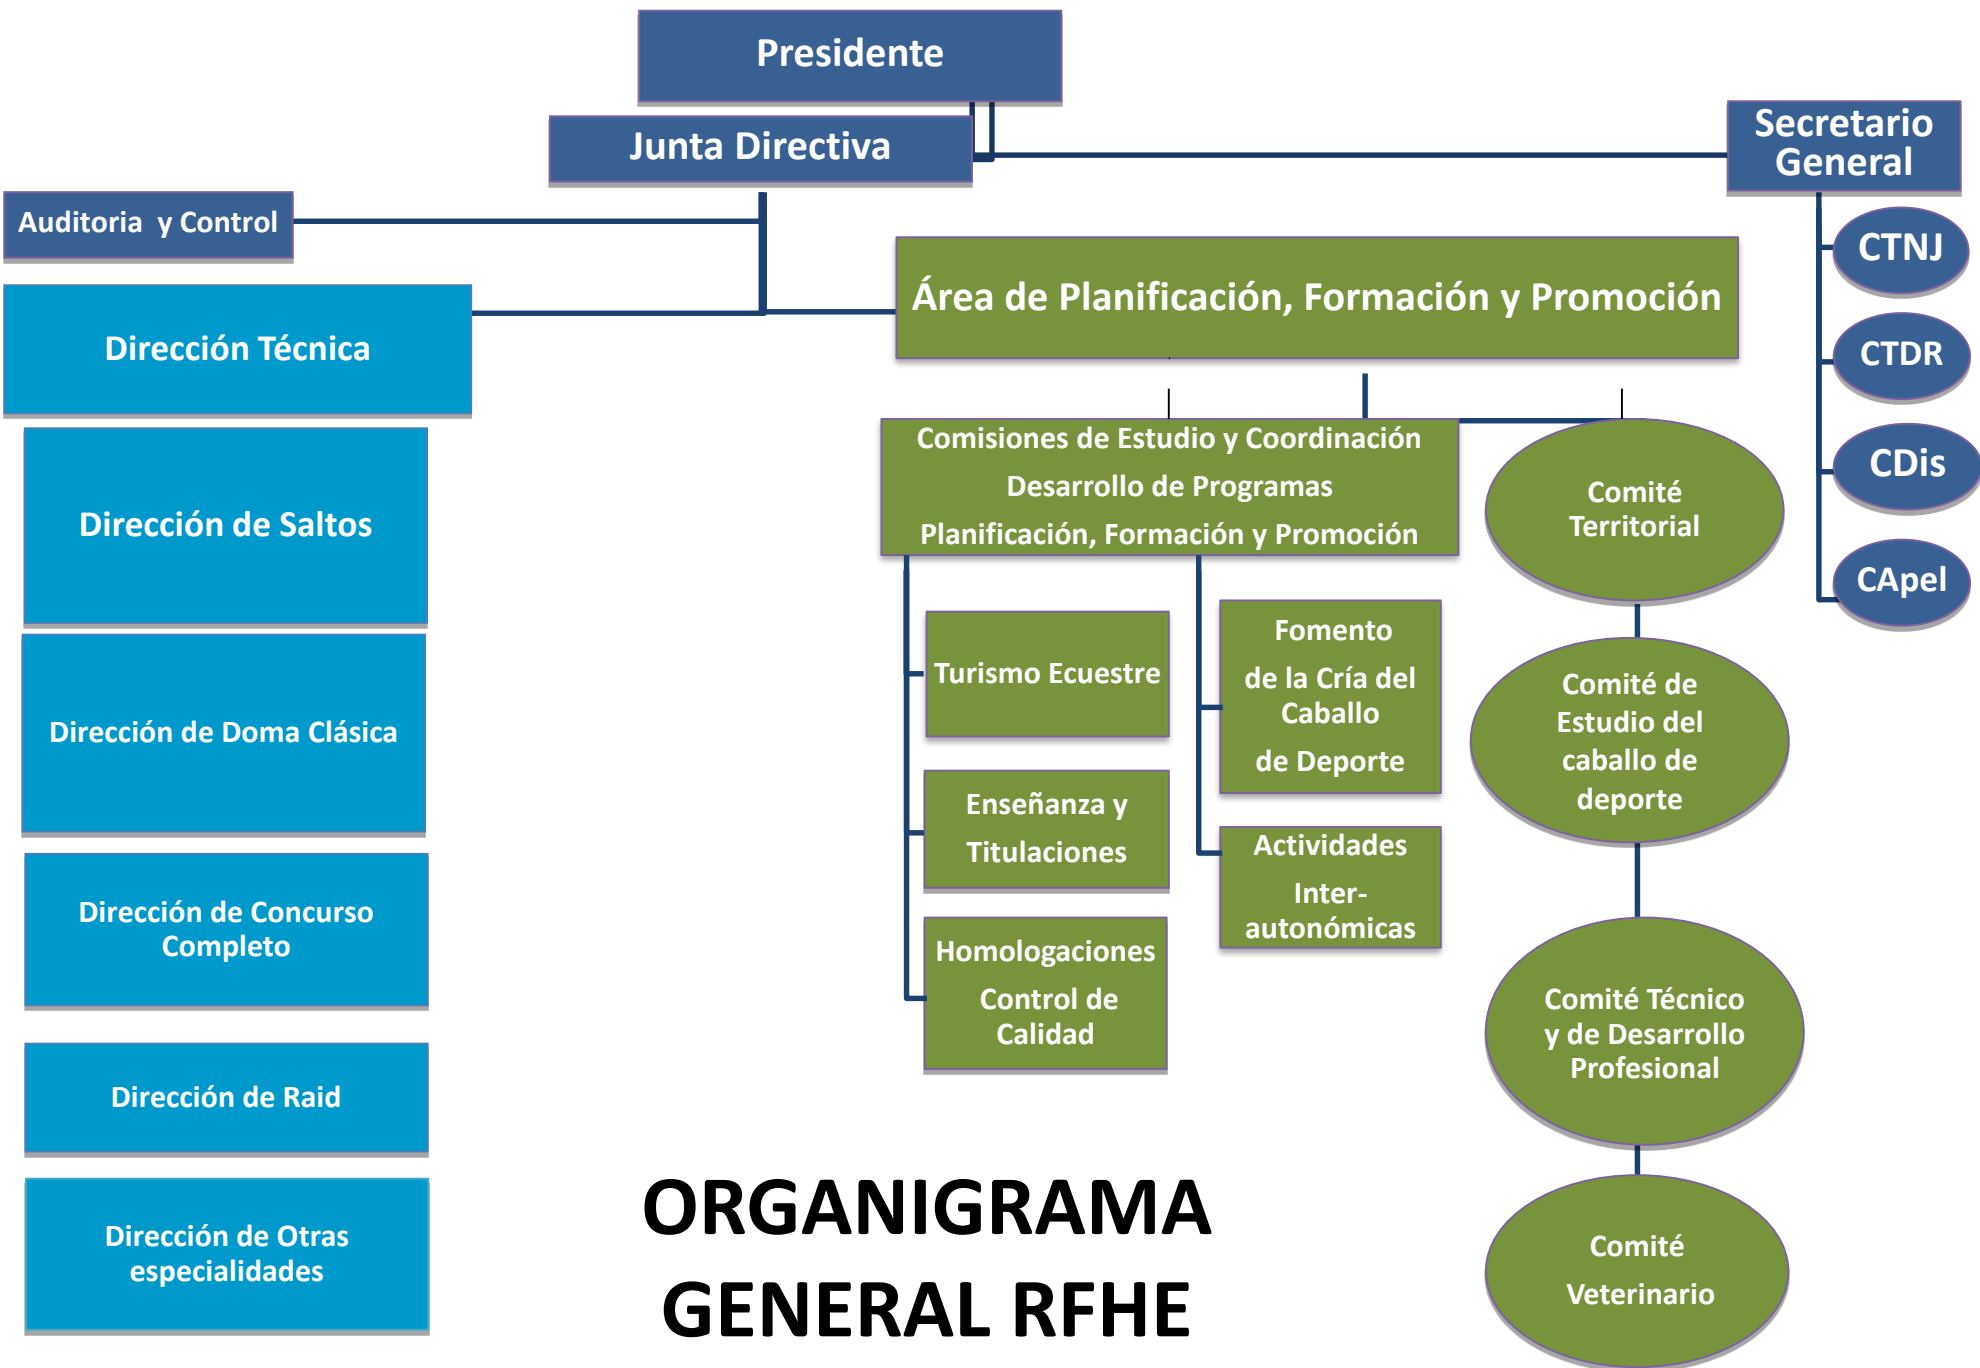 Presidente
Junta Directiva
Secretario
General
Auditoria y Control
CTNJ
CTDR
CDis
CApel
Dirección Técnica
Dirección de Saltos
Dirección de Doma Clásica
Dirección de Concurso
Completo
Dirección de Raid
Dirección de Otras
especialidades
Área de Planificación, Formación y Promoción
Comisiones de Estudio y Coordinación
Desarrollo de Programas
Planificación, Formación y Promoción
Turismo Ecuestre
Enseñanza y
Titulaciones
Homologaciones
Control de
Calidad
Fomento
de la Cría del
Caballo
de Deporte
Actividades
Inter-
autonómicas
Comité
Territorial
Comité de
Estudio del
caballo de
deporte
Comité Técnico
y de Desarrollo
Profesional
Comité
Veterinario
ORGANIGRAMA
GENERAL RFHE